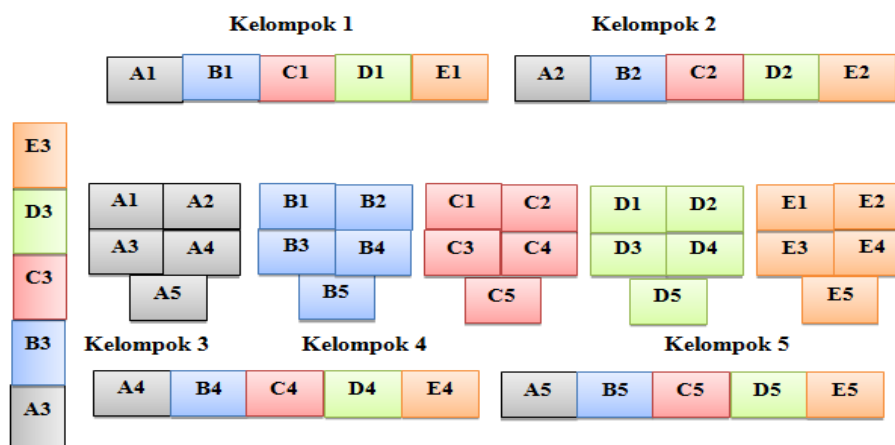 Kelompok 1
Kelompok 2
A1 B1 C1 D1 E1
A2 B2 C2 D2 E2
E3
D3
C3
B3
A3
A1 A2
A3 A4
A5
B1 B2
B3 B4
B5
C1 C2
C3 C4
C5
D1 D2
D3 D4
D5
E1 E2
E3 E4
E5
Kelompok 3
Kelompok 4
Kelompok 5
A4 B4 C4 D4 E4
A5 B5 C5 D5 E5